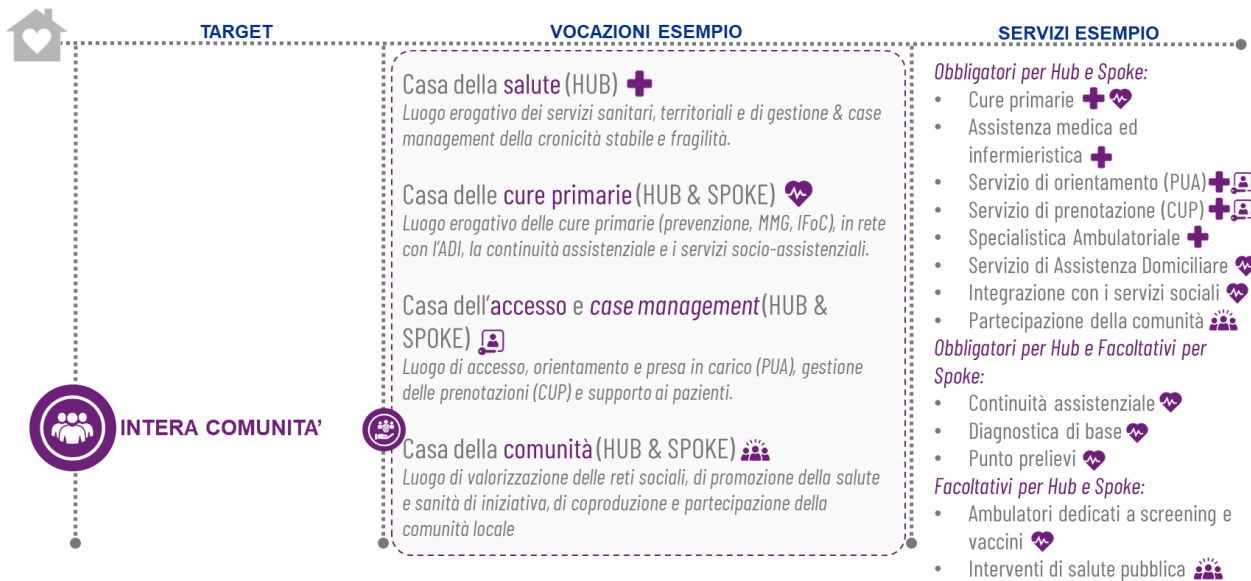 TARGET
VOCAZIONI ESEMPIO
SERVIZI ESEMPIO
INTERA COMUNITA'
Casa della salute (HUB)
Luogo erogativo dei servizi sanitari, territoriali e di gestione & case
management della cronicità stabile e fragilità.
Casa delle cure primarie (HUB & SPOKE)
Luogo erogativo delle cure primarie (prevenzione, MMG, IFoC), in rete
con l'ADI, la continuità assistenziale e i servizi socio-assistenziali.
Casa dell'accesso e case management (HUB &
SPOKE)
Luogo di accesso, orientamento e presa in carico (PUA), gestione
delle prenotazioni (CUP) e supporto ai pazienti.
Casa della comunità (HUB & SPOKE)
Luogo di valorizzazione delle reti sociali, di promozione della salute
e sanità di iniziativa, di coproduzione e partecipazione della
comunità locale
Obbligatori per Hub e Spoke:
• Cure primarie
• Assistenza medica ed
infermieristica
• Servizio di orientamento (PUA)
• Servizio di prenotazione (CUP)
• Specialistica Ambulatoriale
• Servizio di Assistenza Domiciliare
• Integrazione con i servizi sociali
• Partecipazione della comunità
Obbligatori per Hub e Facoltativi per
Spoke:
• Continuità assistenziale
• Diagnostica di base
• Punto prelievi
Facoltativi per Hub e Spoke:
• Ambulatori dedicati a screening e
vaccini
• Interventi di salute pubblica